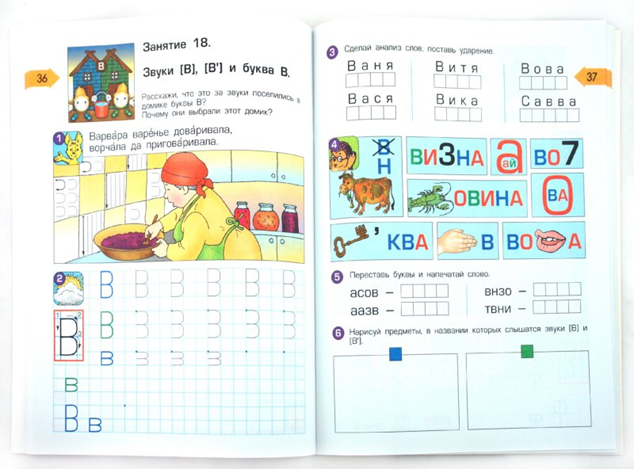 36
Занятие 18.
Звуки [В], [В'] и буква В.
Расскажи, что это за звуки поселились в
домике буквы В?
Почему они выбрали этот домик?
1
Варва́ра варе́нье дова́ривала,
ворча́ла да пригова́ривала.
2
В В В В В В В
В
В В В В В В В
В
В
В В
3 Сделай анализ слов, поставь ударение.
Ваня Витя Вова
Вася Вика Савва
37
4
В
Н
ВИЗНА
а
ай
ВО7
ОВИНА
О
ВА
' КВА
В
ВО А
5 Переставь буквы и напечатай слово.
асов –
внзо –
аазв –
твни –
6 Нарисуй предметы, в названии которых слышатся звуки [В] и
[В'].